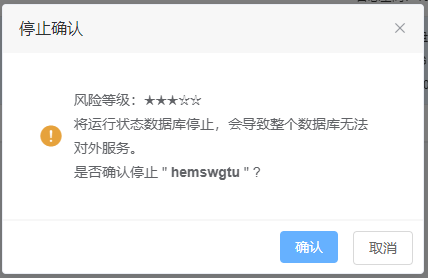 停止确认
风险等级：★★★☆☆
将运行状态数据库停止，会导致整个数据库无法
对外服务。
是否确认停止 " hemswgtu " ?
确认
取消